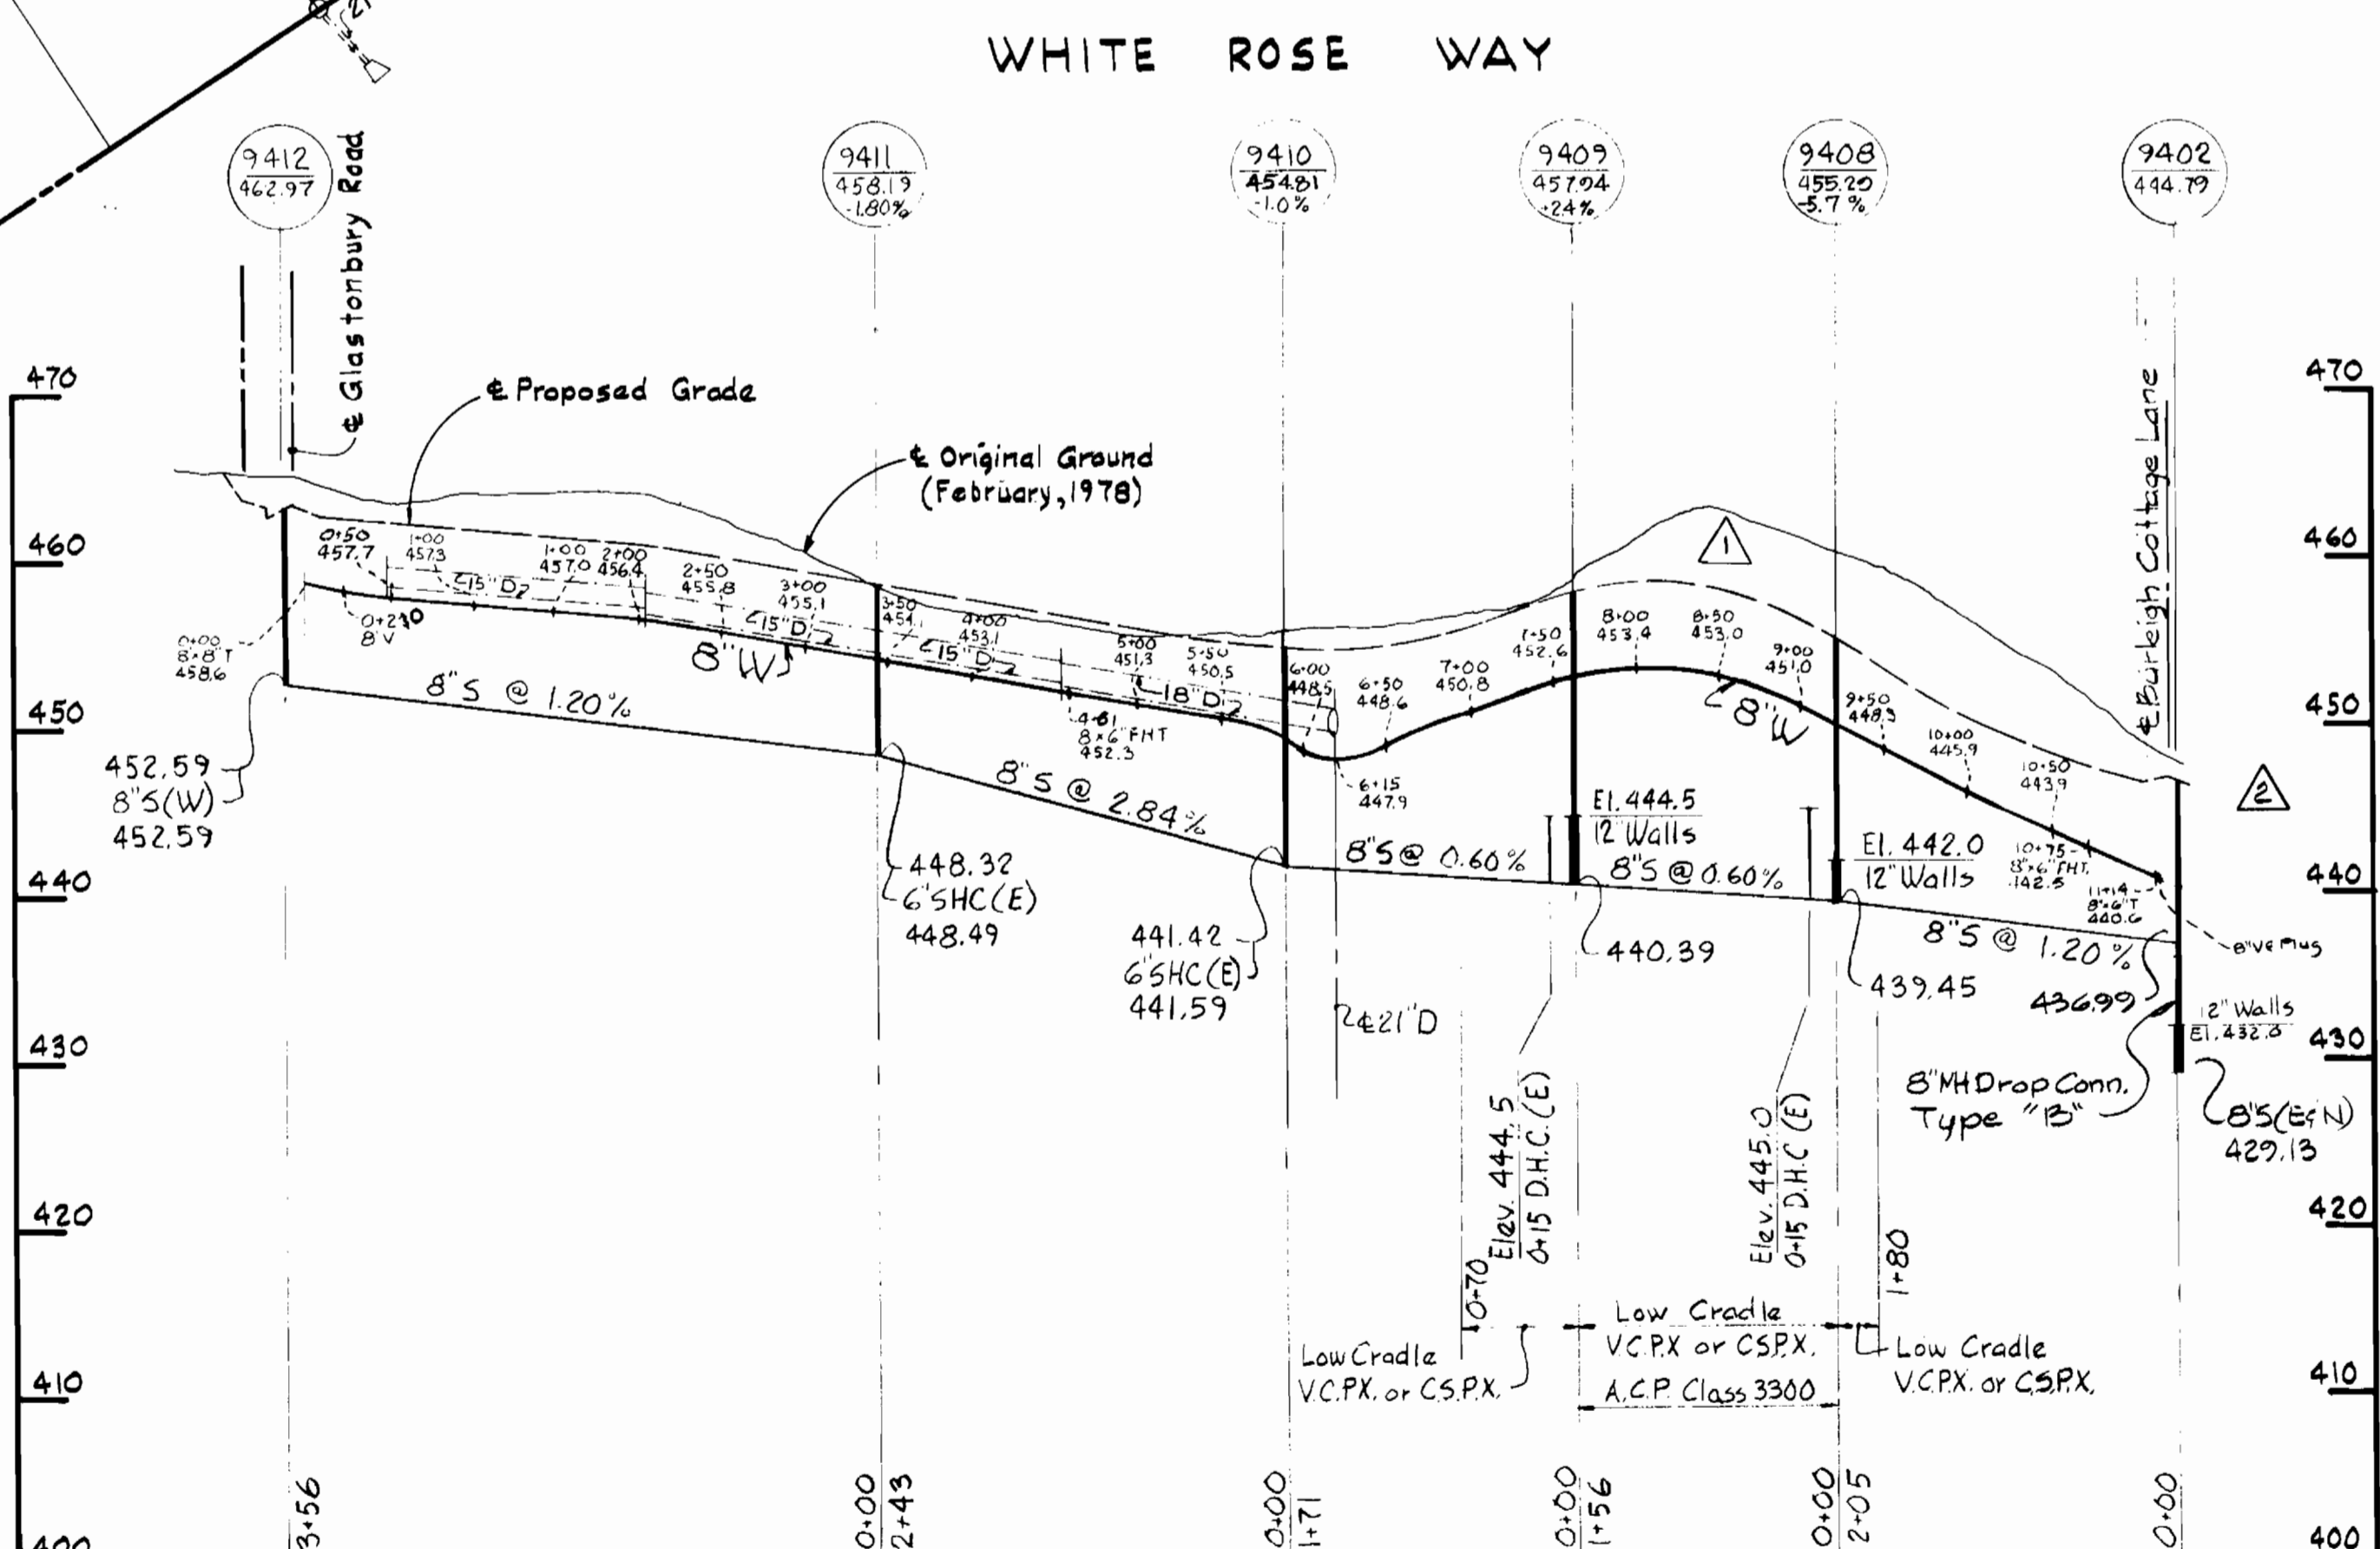 WHITE ROSE WAY
9412
462.97
9411
458.19
-1.80%
9410
454.81
-1.0%
9409
457.94
+2.4%
9408
455.29
-5.7%
9402
444.79
℄ Glastonbury Road
℄ Burleigh Cottage Lane
℄ Proposed Grade
℄ Original Ground
(February, 1978)
470
460
450
440
430
420
410
400
470
460
450
440
430
420
410
400
0+50
457.7
1+00
457.3
1+00
457.0
2+00
456.4
2+50
455.8
3+00
455.1
3+50
454.1
4+00
453.1
5+00
451.3
5+50
450.5
6+00
448.5
6+50
448.6
7+00
450.8
7+50
452.6
8+00
453.4
8+50
453.0
9+00
451.0
9+50
448.3
10+00
445.9
10+50
443.9
0+00
8"x8"T
458.6
8"V
15"D
15"D
15"D
18"D
8"W
8"W
4+61
8"x6"FHT
452.3
6+15
447.9
10+75
8"x6"FHT.
442.5
11+14
8"x6"T
440.6
8"S @ 1.20%
8"S @ 2.84%
8"S @ 0.60%
8"S @ 0.60%
8"S @ 1.20%
452.59
8"S(W)
452.59
448.32
6"SHC(E)
448.49
441.42
6"SHC(E)
441.59
El. 444.5
12" Walls
440.39
El. 442.0
12" Walls
439.45
436.99
12" Walls
8"MH Drop Conn.
Type "B"
8"S(E&N)
429.13
℄ 21"D
Elev. 444.5
0+15 D.H.C. (E)
Elev. 445.0
0+15 D.H.C (E)
0+70
1+80
Low Cradle
V.C.P.X. or C.S.P.X.
Low Cradle
V.C.P.X or C.S.P.X.
A.C.P. Class 3300
Low Cradle
V.C.P.X. or C.S.P.X.
1
2
3+56
0+00
2+43
0+00
1+71
0+00
1+56
0+00
2+05
0+00